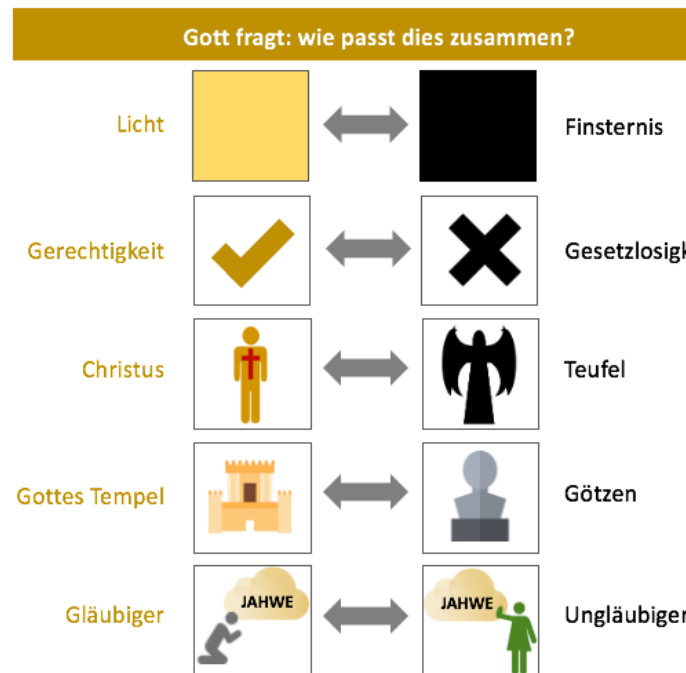 Gott fragt: wie passt dies zusammen?
Licht Finsternis
Gerechtigkeit Gesetzlosigk
Christus Teufel
Gottes Tempel Götzen
JAHWE JAHWE
Gläubiger Ungläubiger